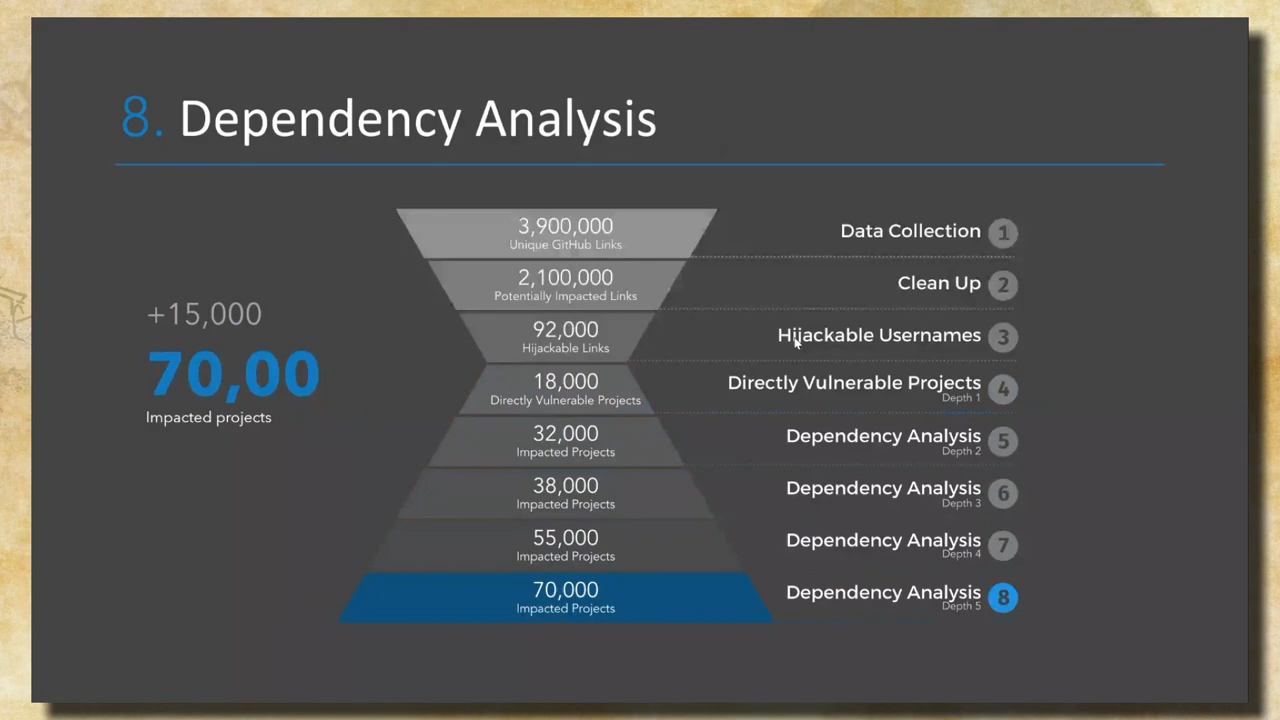 8. Dependency Analysis
+15,000
70,00
Impacted projects
3,900,000
Unique GitHub Links
2,100,000
Potentially Impacted Links
92,000
Hijackable Links
18,000
Directly Vulnerable Projects
32,000
Impacted Projects
38,000
Impacted Projects
55,000
Impacted Projects
70,000
Impacted Projects
Data Collection 1
Clean Up 2
Hijackable Usernames 3
Directly Vulnerable Projects 4
Depth 1
Dependency Analysis 5
Depth 2
Dependency Analysis 6
Depth 3
Dependency Analysis 7
Depth 4
Dependency Analysis 8
Depth 5